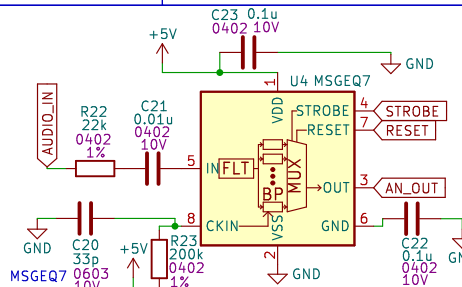 C23 0.1u
0402 10V
+5V
GND
U4 MSGEQ7
1
VDD
AUDIO_IN
R22
22k
0402
1%
C21
0.01u
0402
10V
5
IN
FLT
BP
MUX
STROBE
4
STROBE
RESET
7
RESET
OUT
3
AN_OUT
8
CKIN
VSS
GND
6
2
GND
GND
C20
33p
0603
10V
MSGEQ7
+5V
R23
200k
0402
1%
C22
0.1u
0402
10V